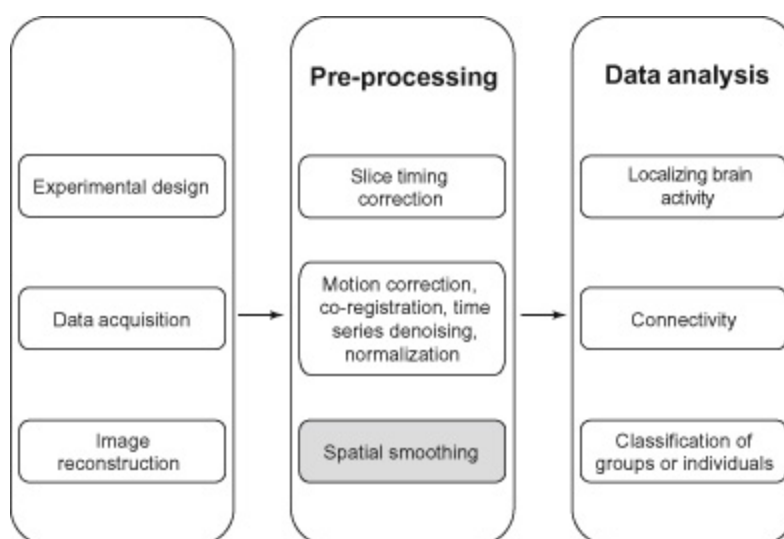 Experimental design
Data acquisition
Image
reconstruction
Pre-processing
Slice timing
correction
Motion correction,
co-registration, time
series denoising,
normalization
Spatial smoothing
Data analysis
Localizing brain
activity
Connectivity
Classification of
groups or individuals